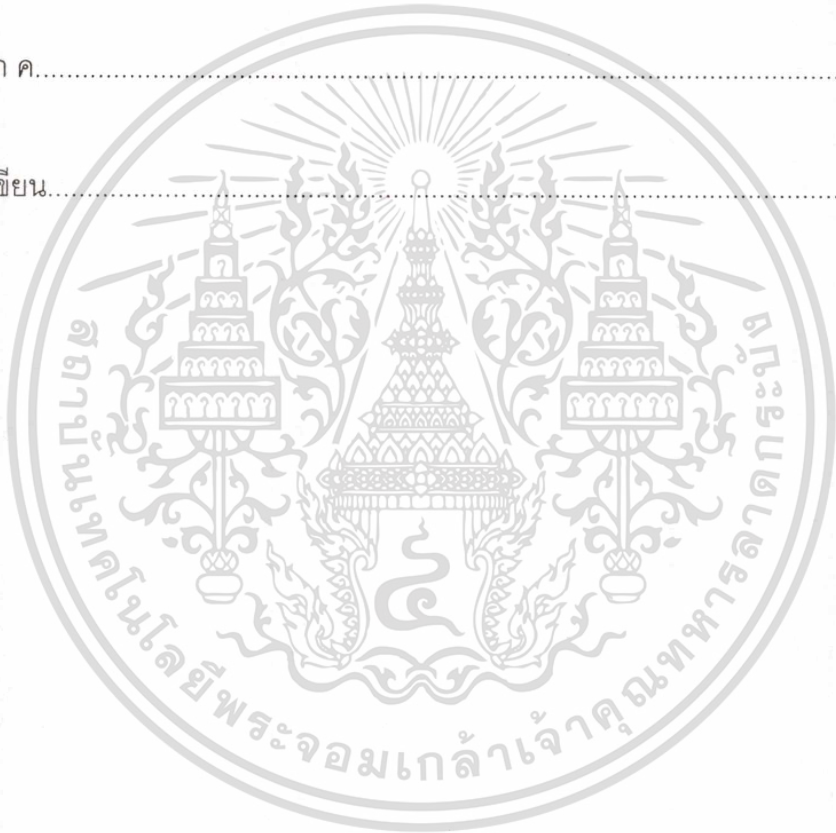 ค.....................................................................................................
ขียน.....................................................................................................
สถาบันเทคโนโลยีพระจอมเกล้าเจ้าคุณทหารลาดกระบัง
๔